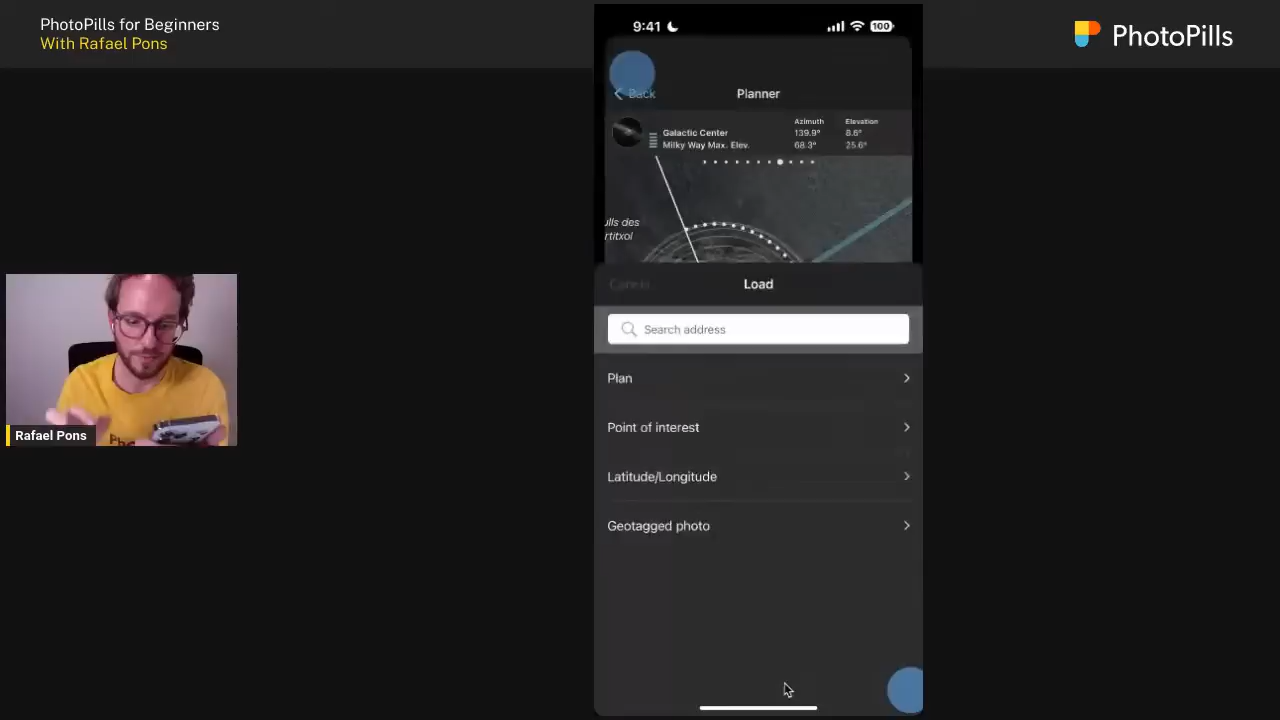 PhotoPills for Beginners
With Rafael Pons
PhotoPills
9:41
100
Back
Planner
Azimuth Elevation
Galactic Center 139.9° 8.6°
Milky Way Max. Elev. 68.3° 25.6°
ulls des
rtitxol
Cancel
Load
Search address
Plan
Point of interest
Latitude/Longitude
Geotagged photo
Rafael Pons